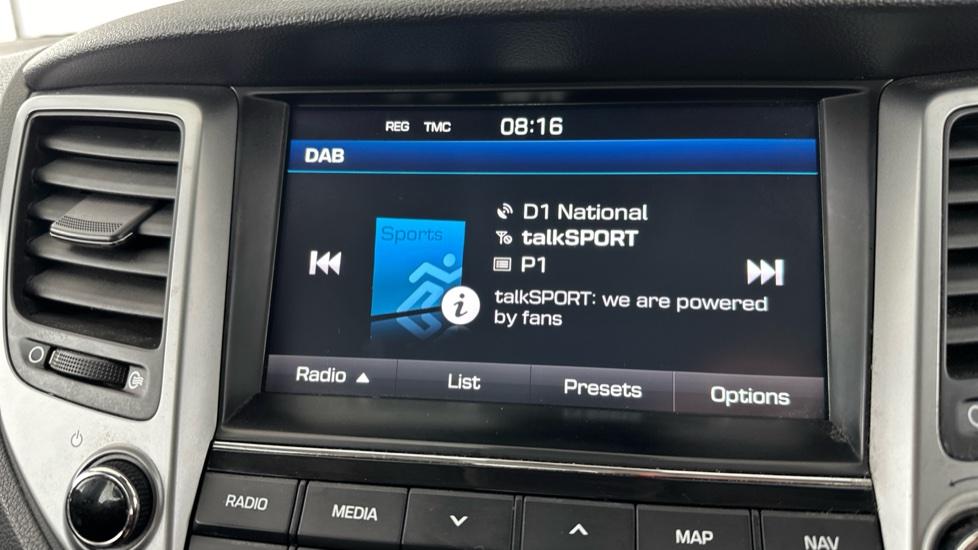 REG TMC 08:16
DAB
Sports
D1 National
talkSPORT
P1
i
talkSPORT: we are powered
by fans
Radio ▲ List Presets Options
RADIO MEDIA MAP NAV